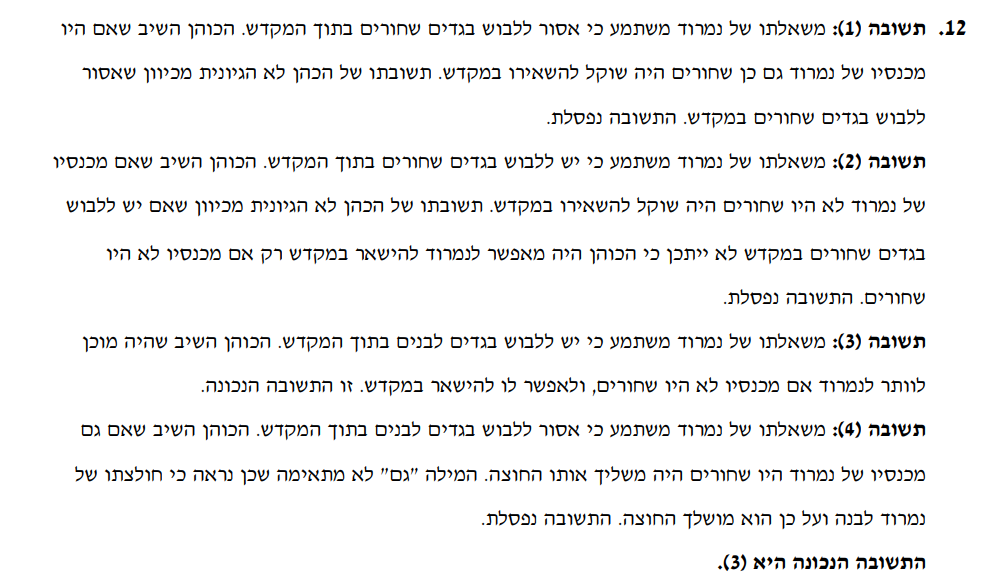 12. תשובה (1): משאלתו של נמרוד משתמע כי אסור ללבוש בגדים שחורים בתוך המקדש. הכוהן השיב שאם היו
מכנסיו של נמרוד גם כן שחורים היה שוקל להשאירו במקדש. תשובתו של הכהן לא הגיונית מכיוון שאסור
ללבוש בגדים שחורים במקדש. התשובה נפסלת.
תשובה (2): משאלתו של נמרוד משתמע כי יש ללבוש בגדים שחורים בתוך המקדש. הכוהן השיב שאם מכנסיו
של נמרוד לא היו שחורים היה שוקל להשאירו במקדש. תשובתו של הכהן לא הגיונית מכיוון שאם יש ללבוש
בגדים שחורים במקדש לא ייתכן כי הכוהן היה מאפשר לנמרוד להישאר במקדש רק אם מכנסיו לא היו
שחורים. התשובה נפסלת.
תשובה (3): משאלתו של נמרוד משתמע כי יש ללבוש בגדים לבנים בתוך המקדש. הכוהן השיב שהיה מוכן
לוותר לנמרוד אם מכנסיו לא היו שחורים, ולאפשר לו להישאר במקדש. זו התשובה הנכונה.
תשובה (4): משאלתו של נמרוד משתמע כי אסור ללבוש בגדים לבנים בתוך המקדש. הכוהן השיב שאם גם
מכנסיו של נמרוד היו שחורים היה משליך אותו החוצה. המילה "גם" לא מתאימה שכן נראה כי חולצתו של
נמרוד לבנה ועל כן הוא מושלך החוצה. התשובה נפסלת.
התשובה הנכונה היא (3).